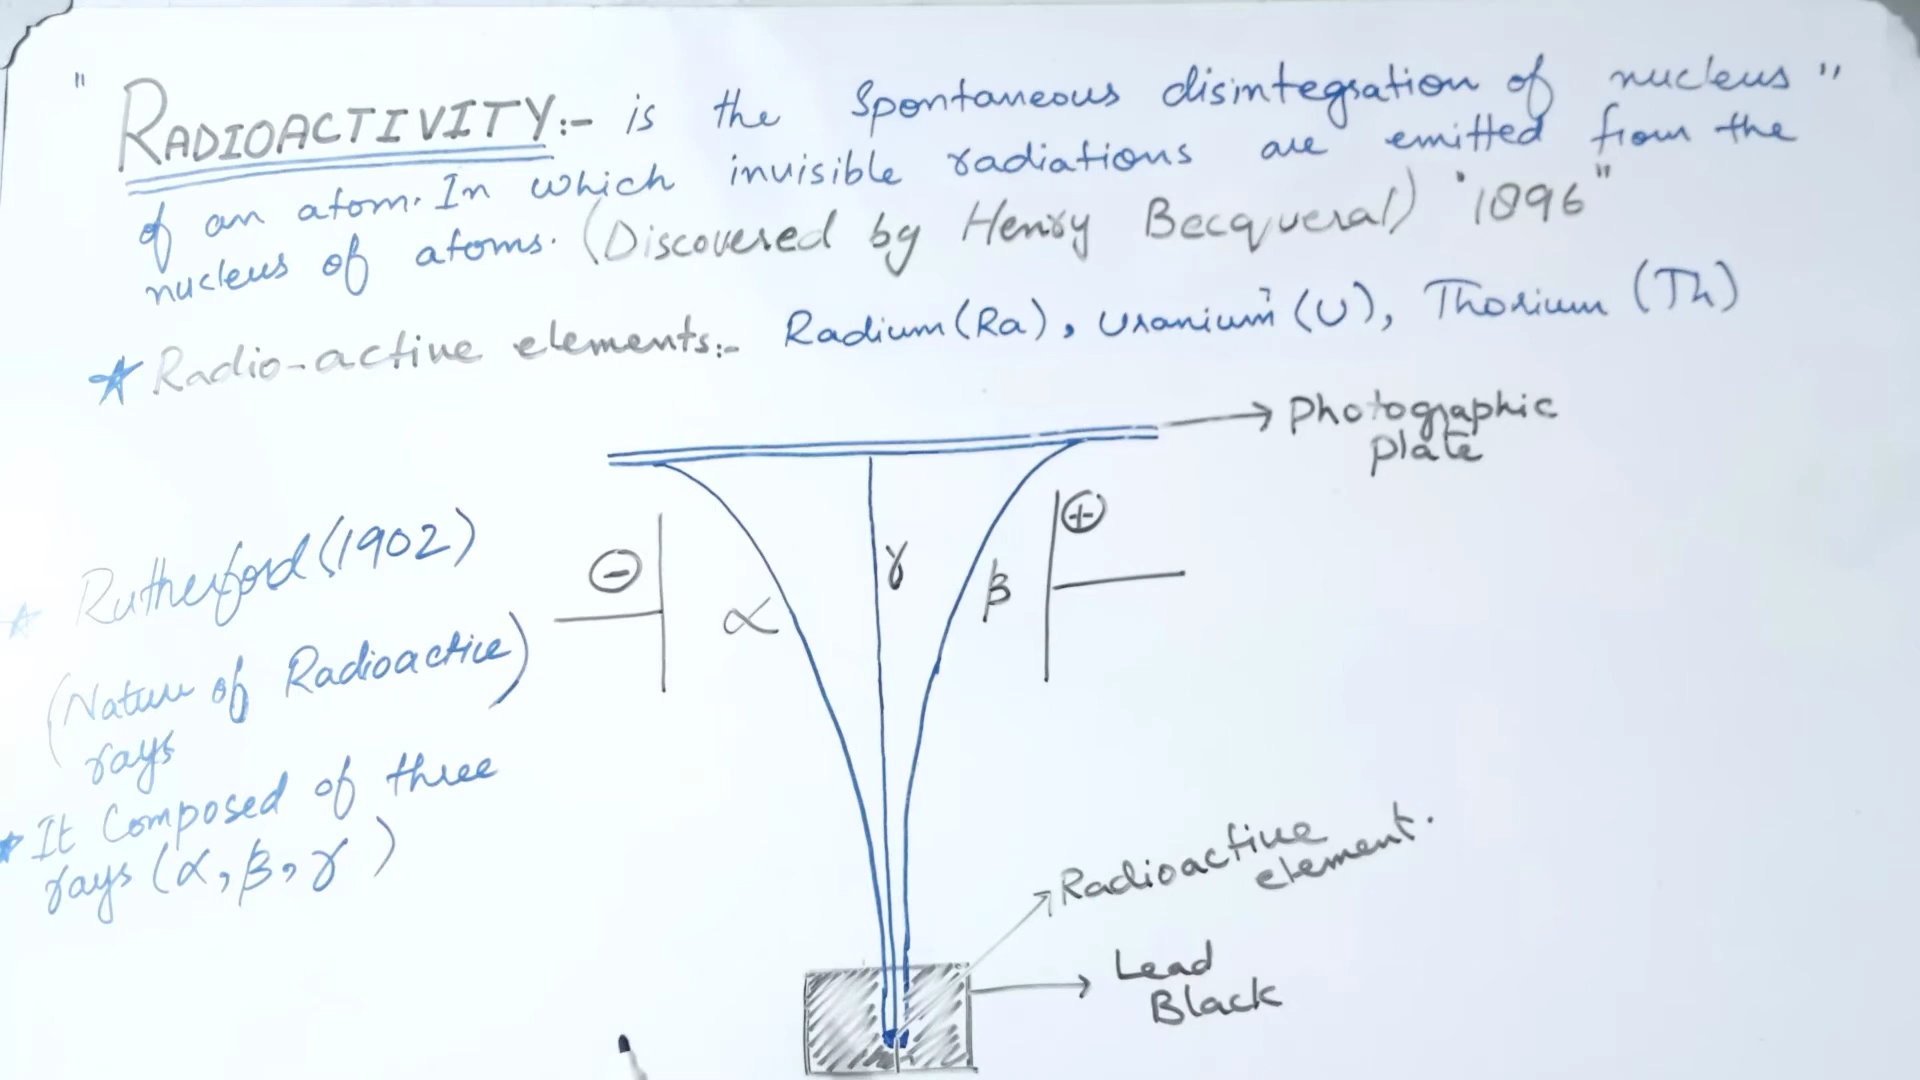 " RADIOACTIVITY:- is the Spontaneous disintegration of nucleus "
of an atom. In which invisible radiations are emitted from the
nucleus of atoms. (Discovered by Henry Becqueral) "1896"
* Radio-active elements:- Radium (Ra), Uranium (U), Thorium (Th)
Photographic
plate
Rutherford (1902)
(Nature of Radioactice)
rays
* It Composed of three
rays (α, β, γ)
-
α
γ
β
+
Radioactive
element.
Lead
Black